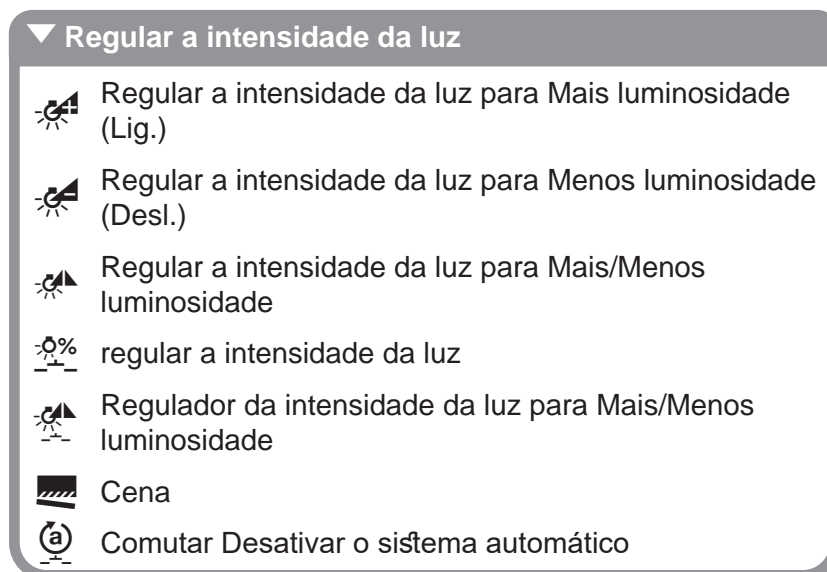 ▼ Regular a intensidade da luz
Regular a intensidade da luz para Mais luminosidade
(Lig.)
Regular a intensidade da luz para Menos luminosidade
(Desl.)
Regular a intensidade da luz para Mais/Menos
luminosidade
% regular a intensidade da luz
Regulador da intensidade da luz para Mais/Menos
luminosidade
Cena
a Comutar Desativar o sistema automático